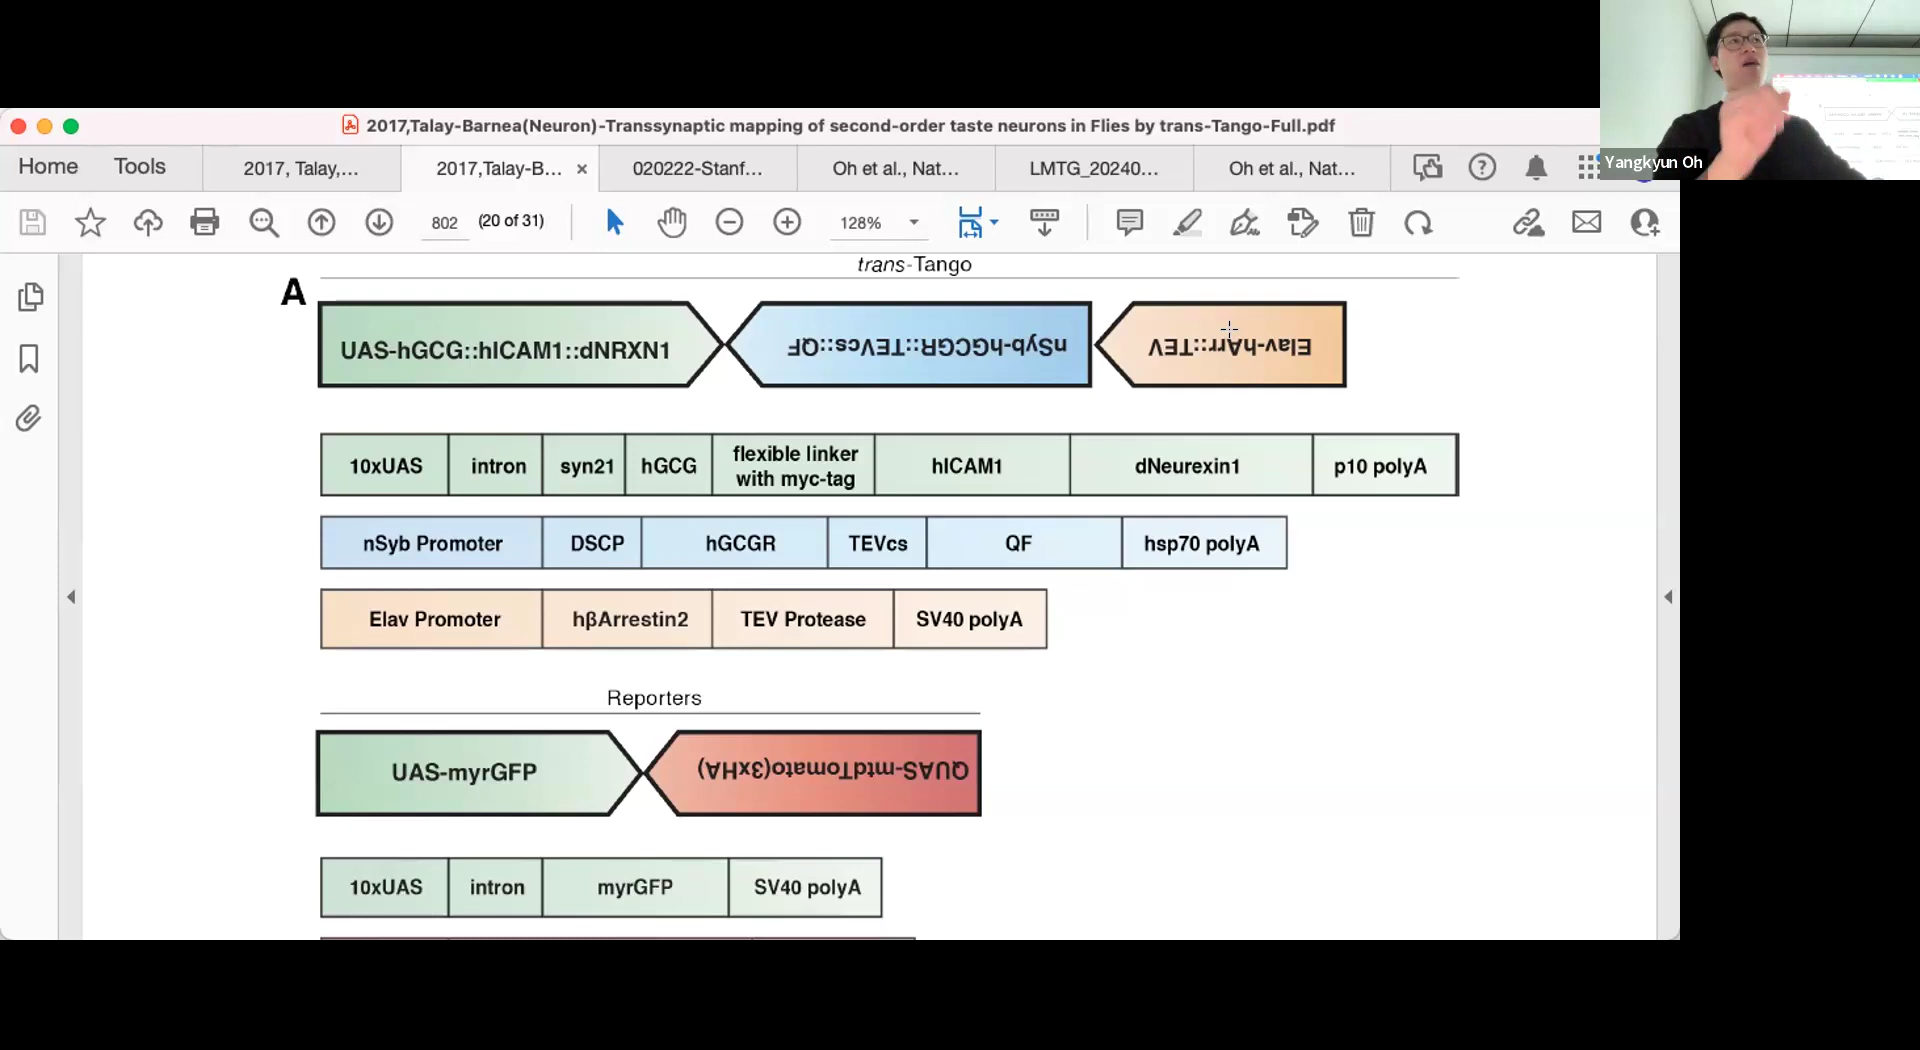 2017,Talay-Barnea(Neuron)-Transsynaptic mapping of second-order taste neurons in Flies by trans-Tango-Full.pdf
Yangkyun Oh
Home
Tools
2017, Talay,...
2017,Talay-B...
020222-Stanf...
Oh et al., Nat...
LMTG_20240...
Oh et al., Nat...
802
(20 of 31)
128%
trans-Tango
A
UAS-hGCG::hICAM1::dNRXN1
nSyb-hGCGR::TEVcs::QF
Elav-hArr::TEV
10xUAS
intron
syn21
hGCG
flexible linker
with myc-tag
hICAM1
dNeurexin1
p10 polyA
nSyb Promoter
DSCP
hGCGR
TEVcs
QF
hsp70 polyA
Elav Promoter
hβArrestin2
TEV Protease
SV40 polyA
Reporters
UAS-myrGFP
QUAS-mtdTomato(3xHA)
10xUAS
intron
myrGFP
SV40 polyA